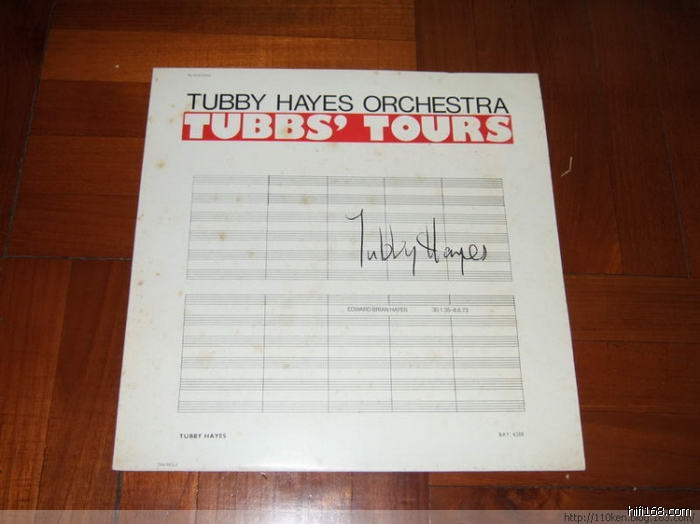 TUBBY HAYES ORCHESTRA
TUBBS' TOURS
Tubby Hayes
EDWARD BRIAN HAYES 30.1.35–8.6.73
TUBBY HAYES
hifi168.com
http://110ken.blog.163.com